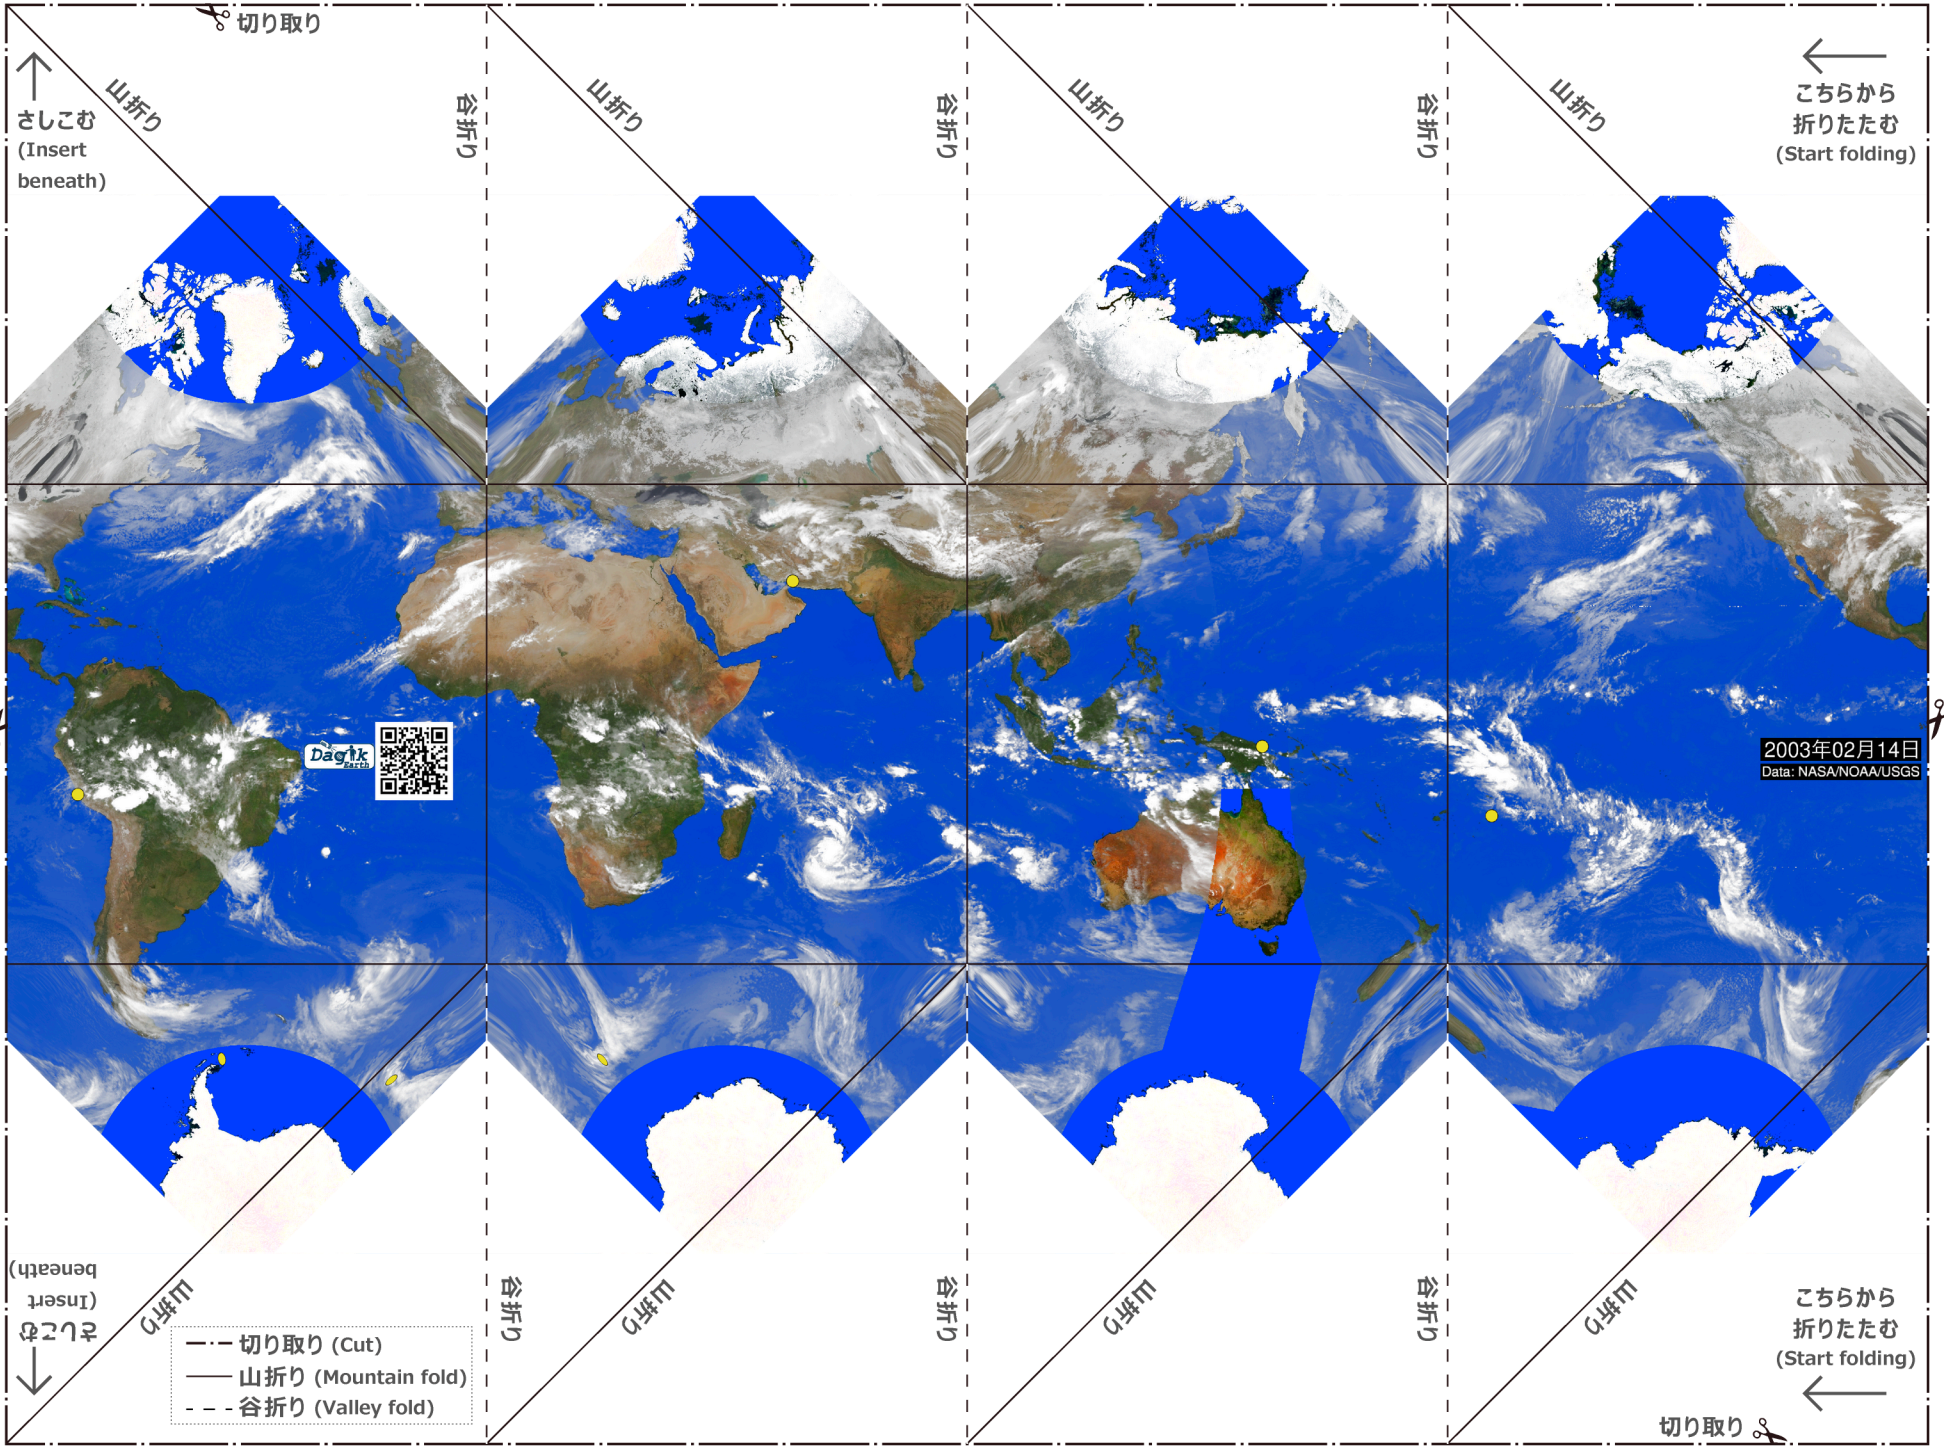 切り取り
山折り
谷折り
山折り
谷折り
山折り
谷折り
山折り
さしこむ
(Insert
beneath)
こちらから
折りたたむ
(Start folding)
Dagik
Earth
2003年02月14日
Data: NASA/NOAA/USGS
さしこむ
(Insert
beneath)
山折り
谷折り
山折り
谷折り
山折り
谷折り
山折り
こちらから
折りたたむ
(Start folding)
切り取り (Cut)
山折り (Mountain fold)
谷折り (Valley fold)
切り取り